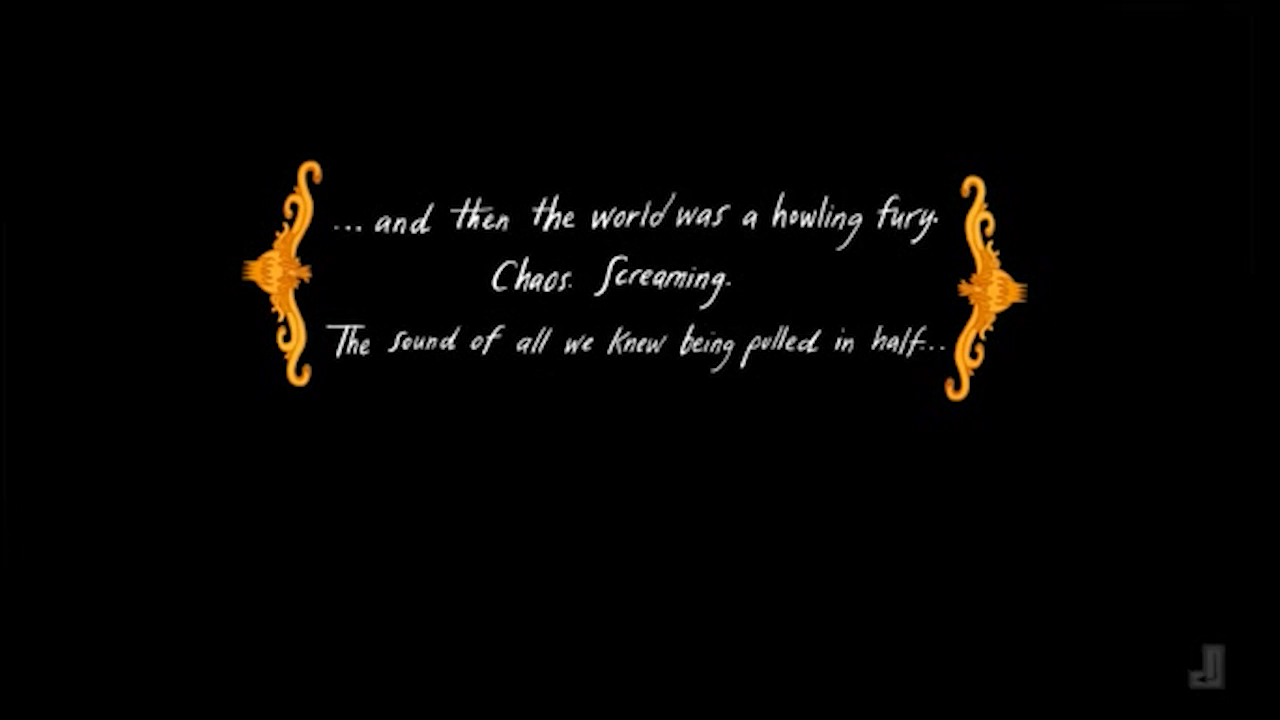 ... and then the world was a howling fury.
Chaos. Screaming.
The sound of all we knew being pulled in half...